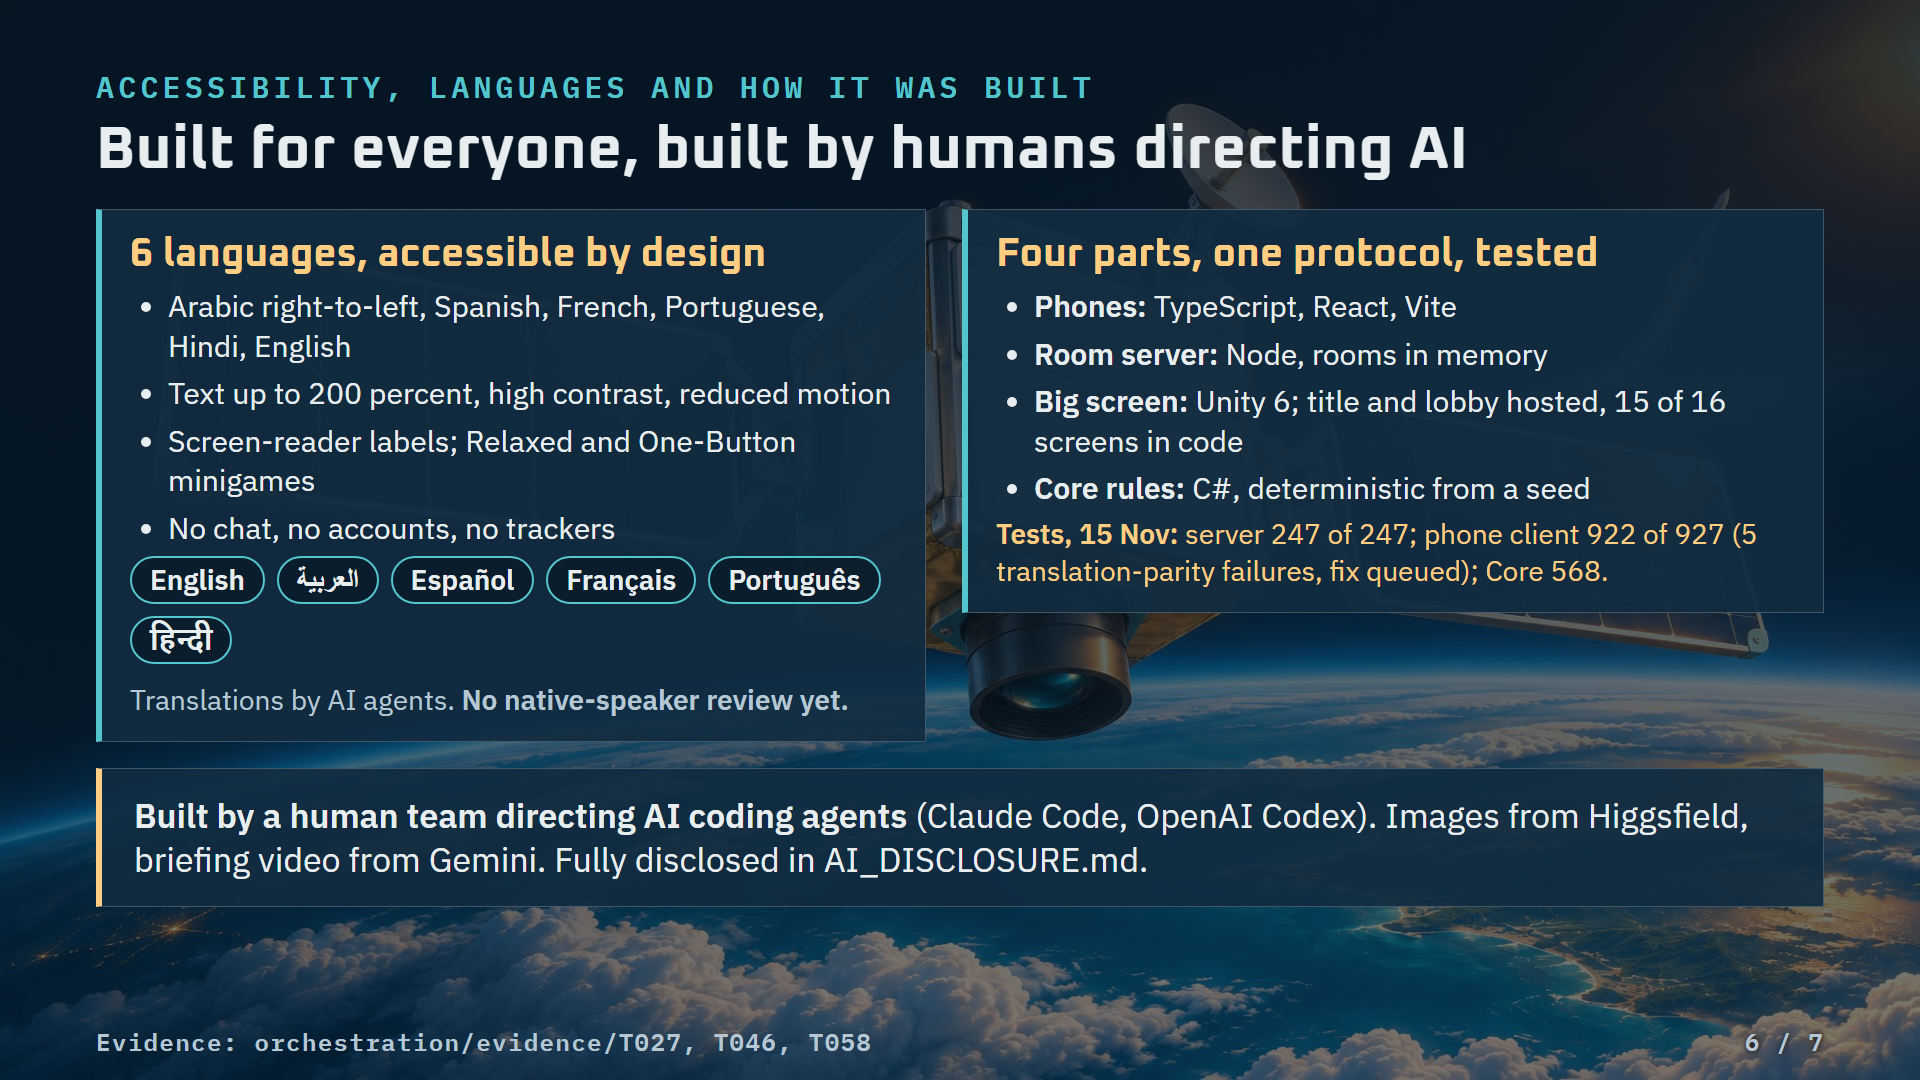 ACCESSIBILITY, LANGUAGES AND HOW IT WAS BUILT
Built for everyone, built by humans directing AI
6 languages, accessible by design
• Arabic right-to-left, Spanish, French, Portuguese,
Hindi, English
• Text up to 200 percent, high contrast, reduced motion
• Screen-reader labels; Relaxed and One-Button
minigames
• No chat, no accounts, no trackers
English العربية Español Français Português
हिन्दी
Translations by AI agents. No native-speaker review yet.
Four parts, one protocol, tested
• Phones: TypeScript, React, Vite
• Room server: Node, rooms in memory
• Big screen: Unity 6; title and lobby hosted, 15 of 16
screens in code
• Core rules: C#, deterministic from a seed
Tests, 15 Nov: server 247 of 247; phone client 922 of 927 (5
translation-parity failures, fix queued); Core 568.
Built by a human team directing AI coding agents (Claude Code, OpenAI Codex). Images from Higgsfield,
briefing video from Gemini. Fully disclosed in AI_DISCLOSURE.md.
Evidence: orchestration/evidence/T027, T046, T058
6 / 7